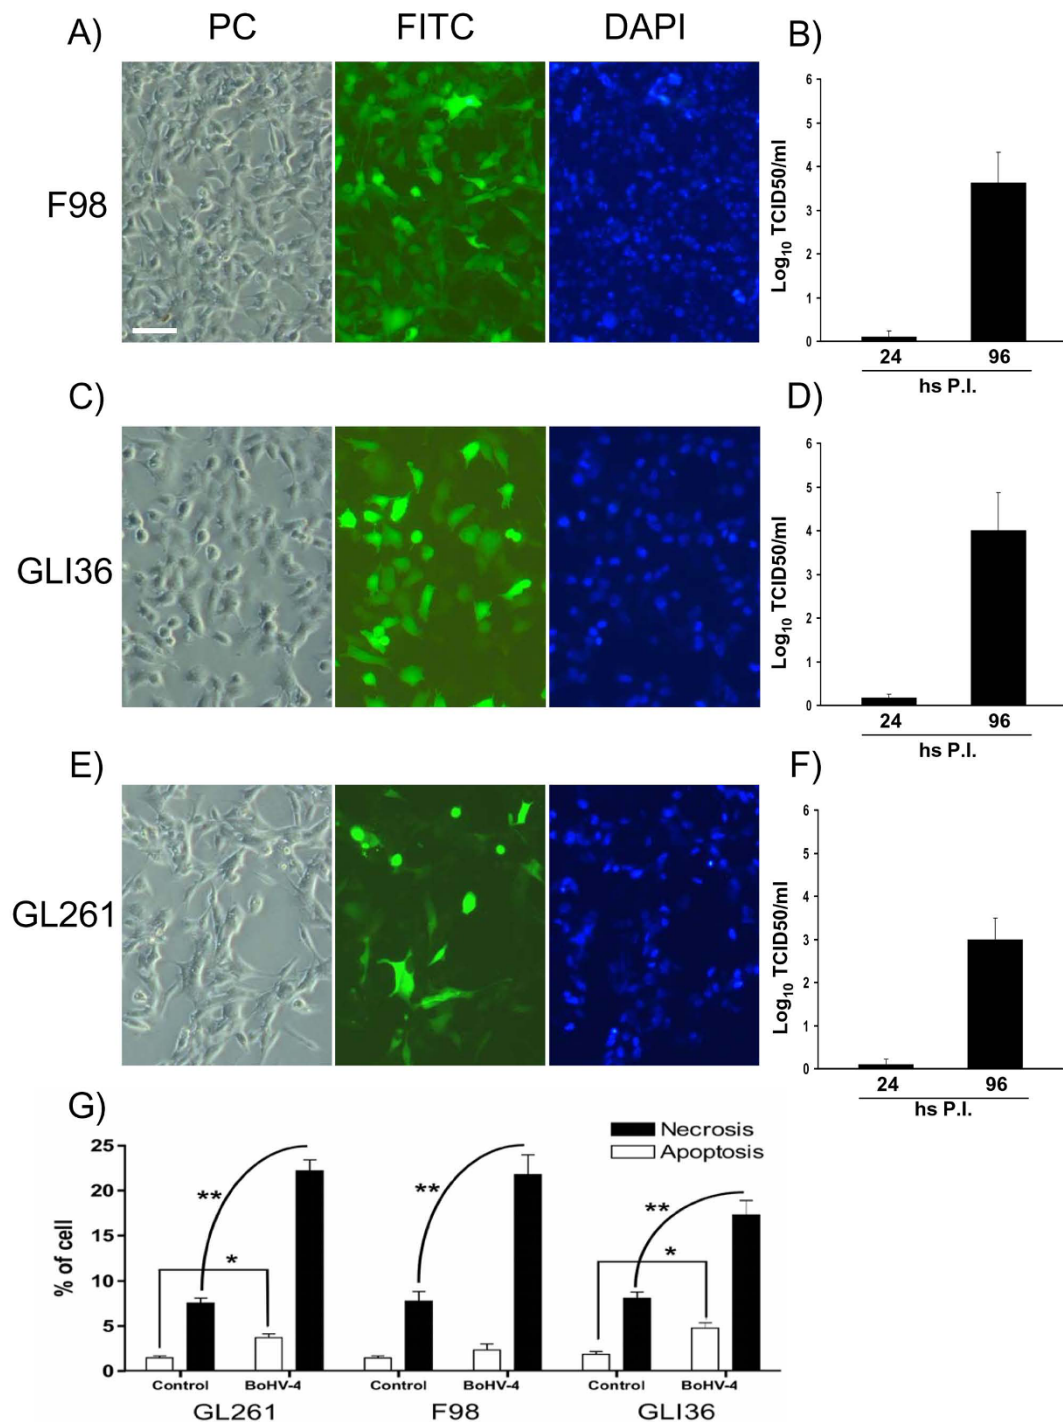 A) PC FITC DAPI B)
F98
Log10 TCID50/ml
6
5
4
3
2
1
0
24 96
hs P.I.
C) D)
GLI36
Log10 TCID50/ml
6
5
4
3
2
1
0
24 96
hs P.I.
E) F)
GL261
Log10 TCID50/ml
6
5
4
3
2
1
0
24 96
hs P.I.
G)
Necrosis
Apoptosis
% of cell
25
20
15
10
5
0
** ** **
* *
Control BoHV-4 Control BoHV-4 Control BoHV-4
GL261 F98 GLI36